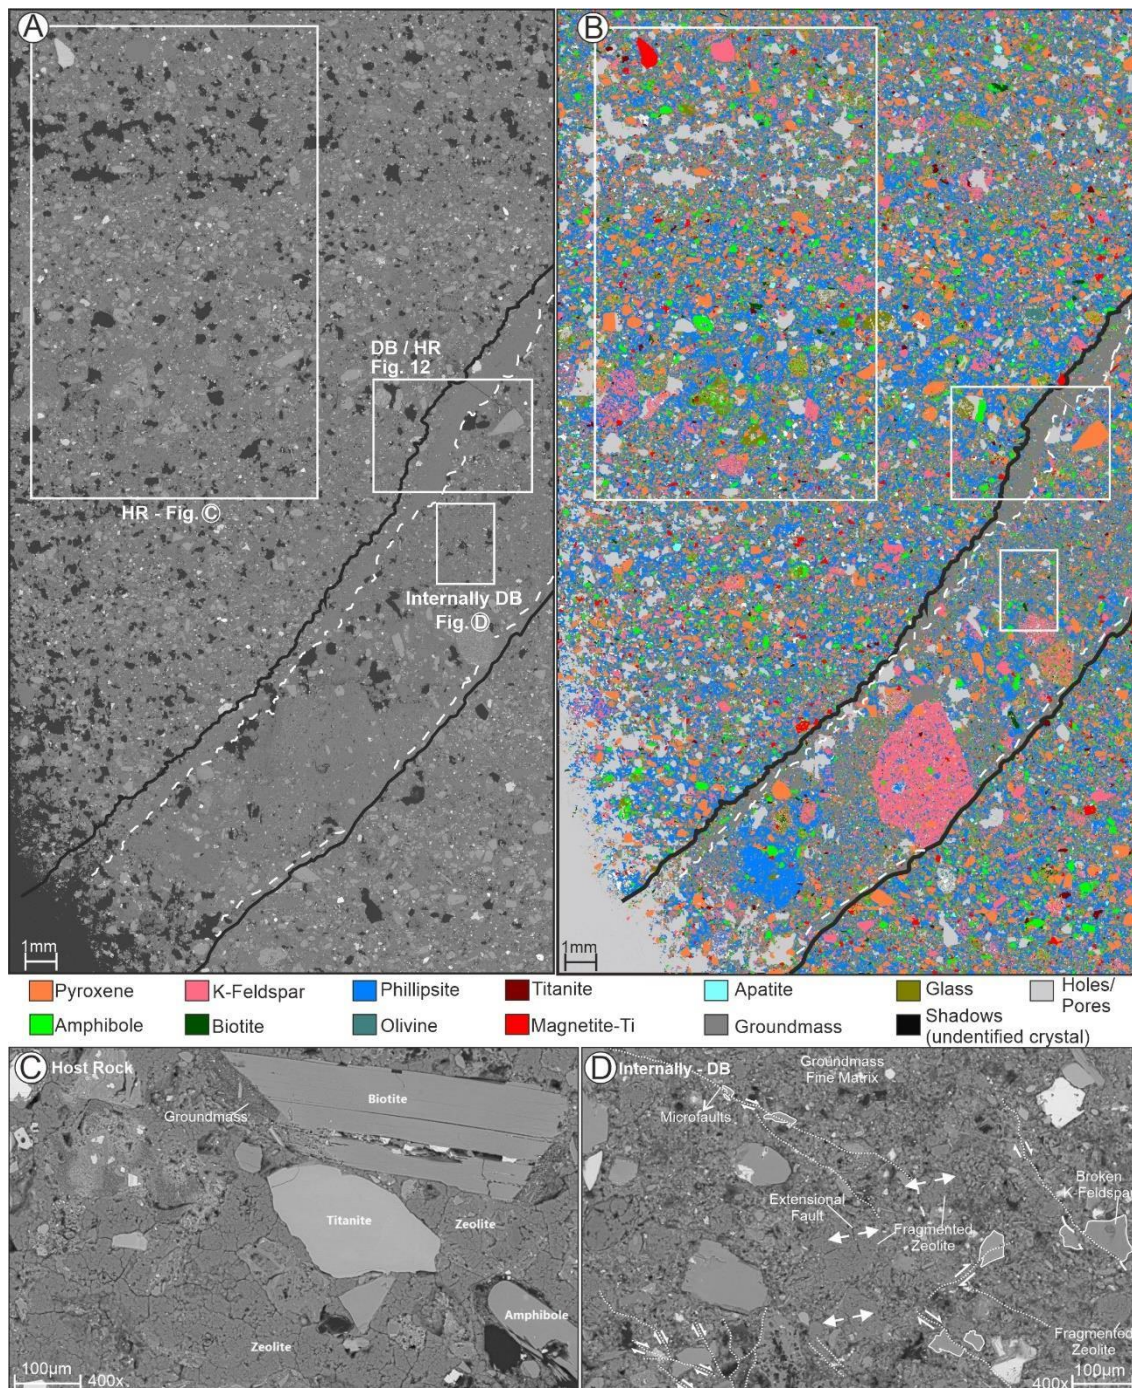 A
B
DB / HR
Fig. 12
HR - Fig. C
Internally DB
Fig. D
1mm
1mm
Pyroxene K-Feldspar Phillipsite Titanite Apatite Glass Holes/
Pores
Amphibole Biotite Olivine Magnetite-Ti Groundmass Shadows
(undentified crystal)
C Host Rock
Groundmass
Biotite
Titanite
Zeolite
Amphibole
Zeolite
100µm 400x
D Internally - DB
Groundmass
Fine Matrix
Microfaults
Broken
K-Feldspar
Extensional
Fault
Fragmented
Zeolite
Fragmented
Zeolite
400x 100µm